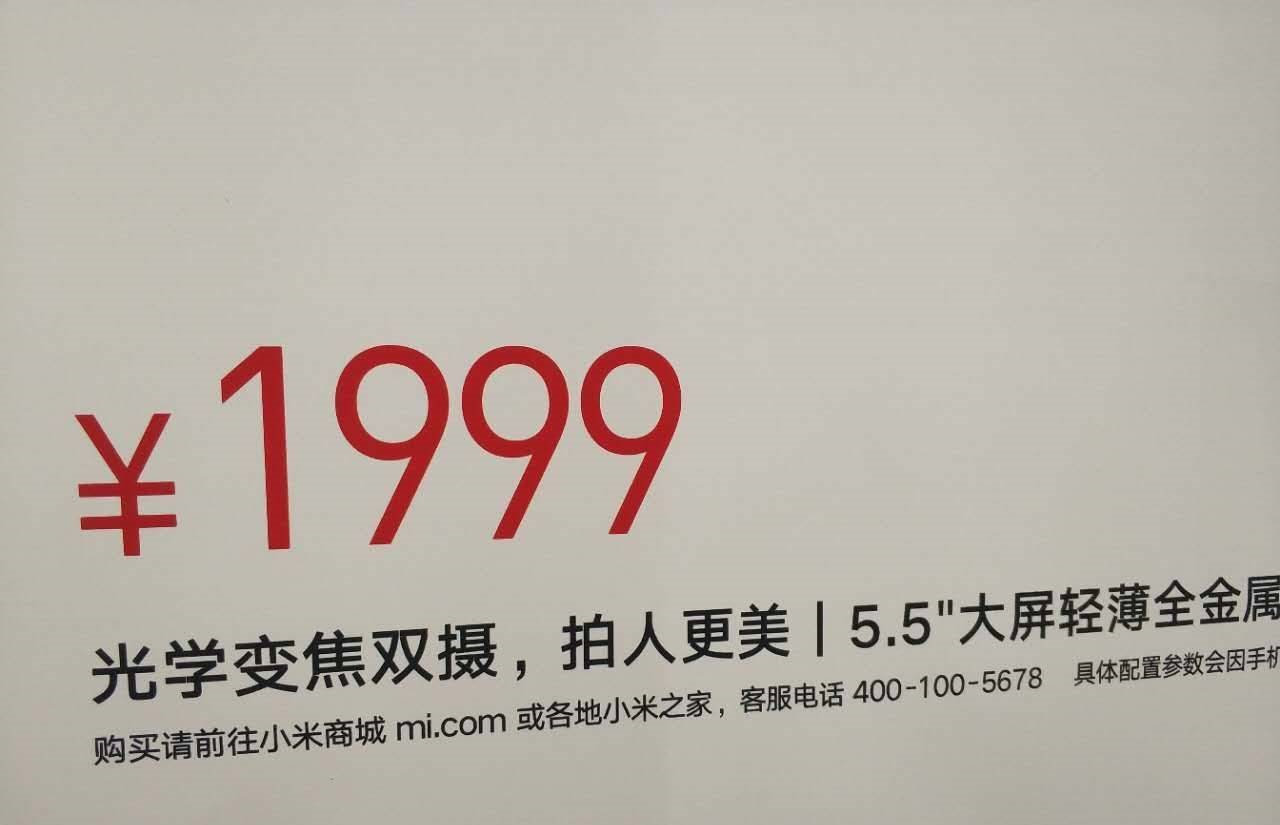 ¥1999
光学变焦双摄，拍人更美｜5.5"大屏轻薄全金属
购买请前往小米商城 mi.com 或各地小米之家，客服电话 400-100-5678 具体配置参数会因手机